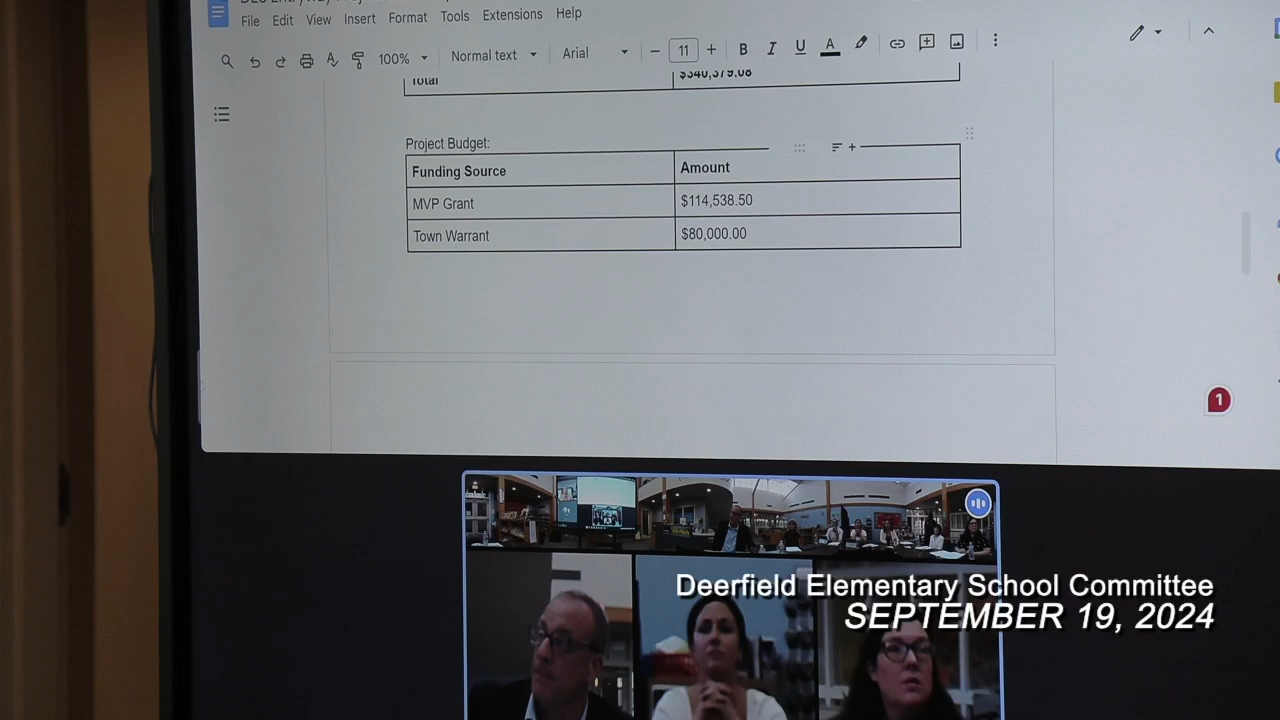 File Edit View Insert Format Tools Extensions Help
100% Normal text Arial 11 B I U A
Total $340,379.08
Project Budget:
Funding Source Amount
MVP Grant $114,538.50
Town Warrant $80,000.00
1
Deerfield Elementary School Committee
SEPTEMBER 19, 2024